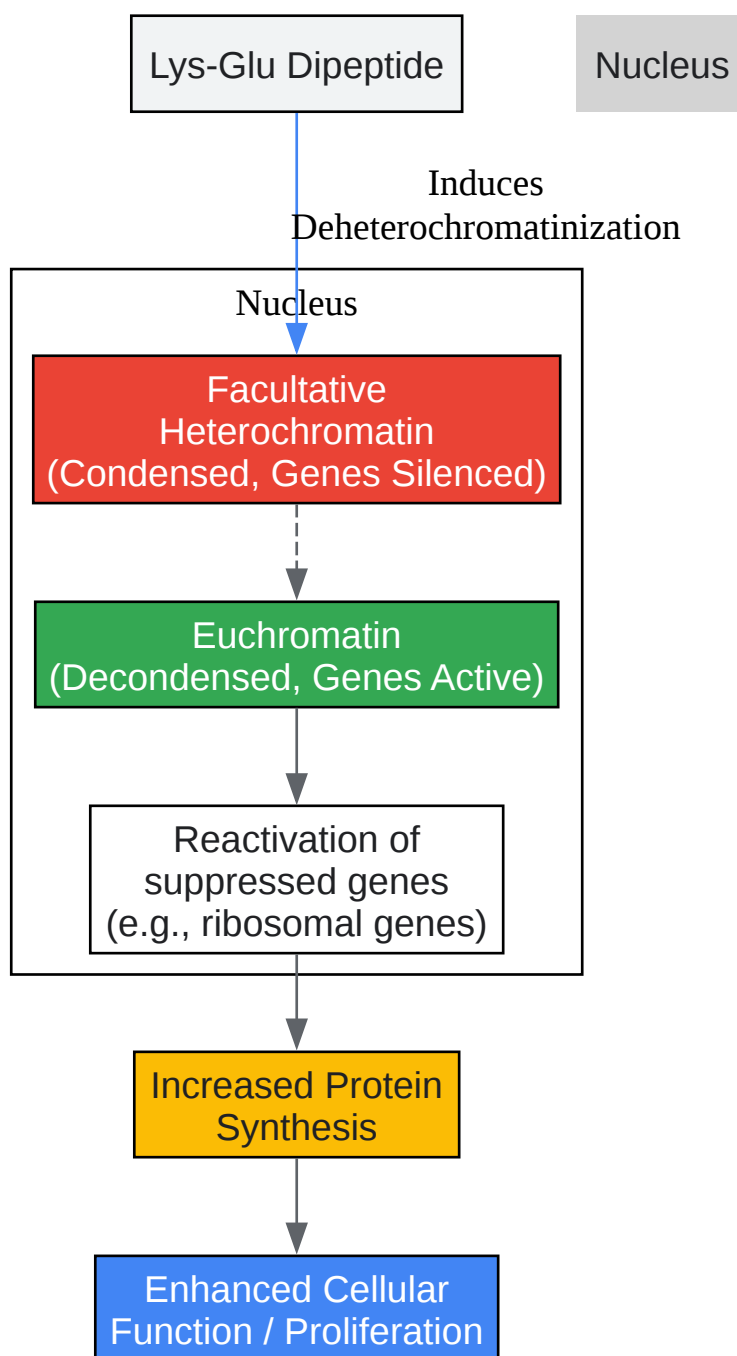 Lys-Glu Dipeptide
Nucleus
Induces
Deheterochromatinization
Nucleus
Facultative
Heterochromatin
(Condensed, Genes Silenced)
Euchromatin
(Decondensed, Genes Active)
Reactivation of
suppressed genes
(e.g., ribosomal genes)
Increased Protein
Synthesis
Enhanced Cellular
Function / Proliferation